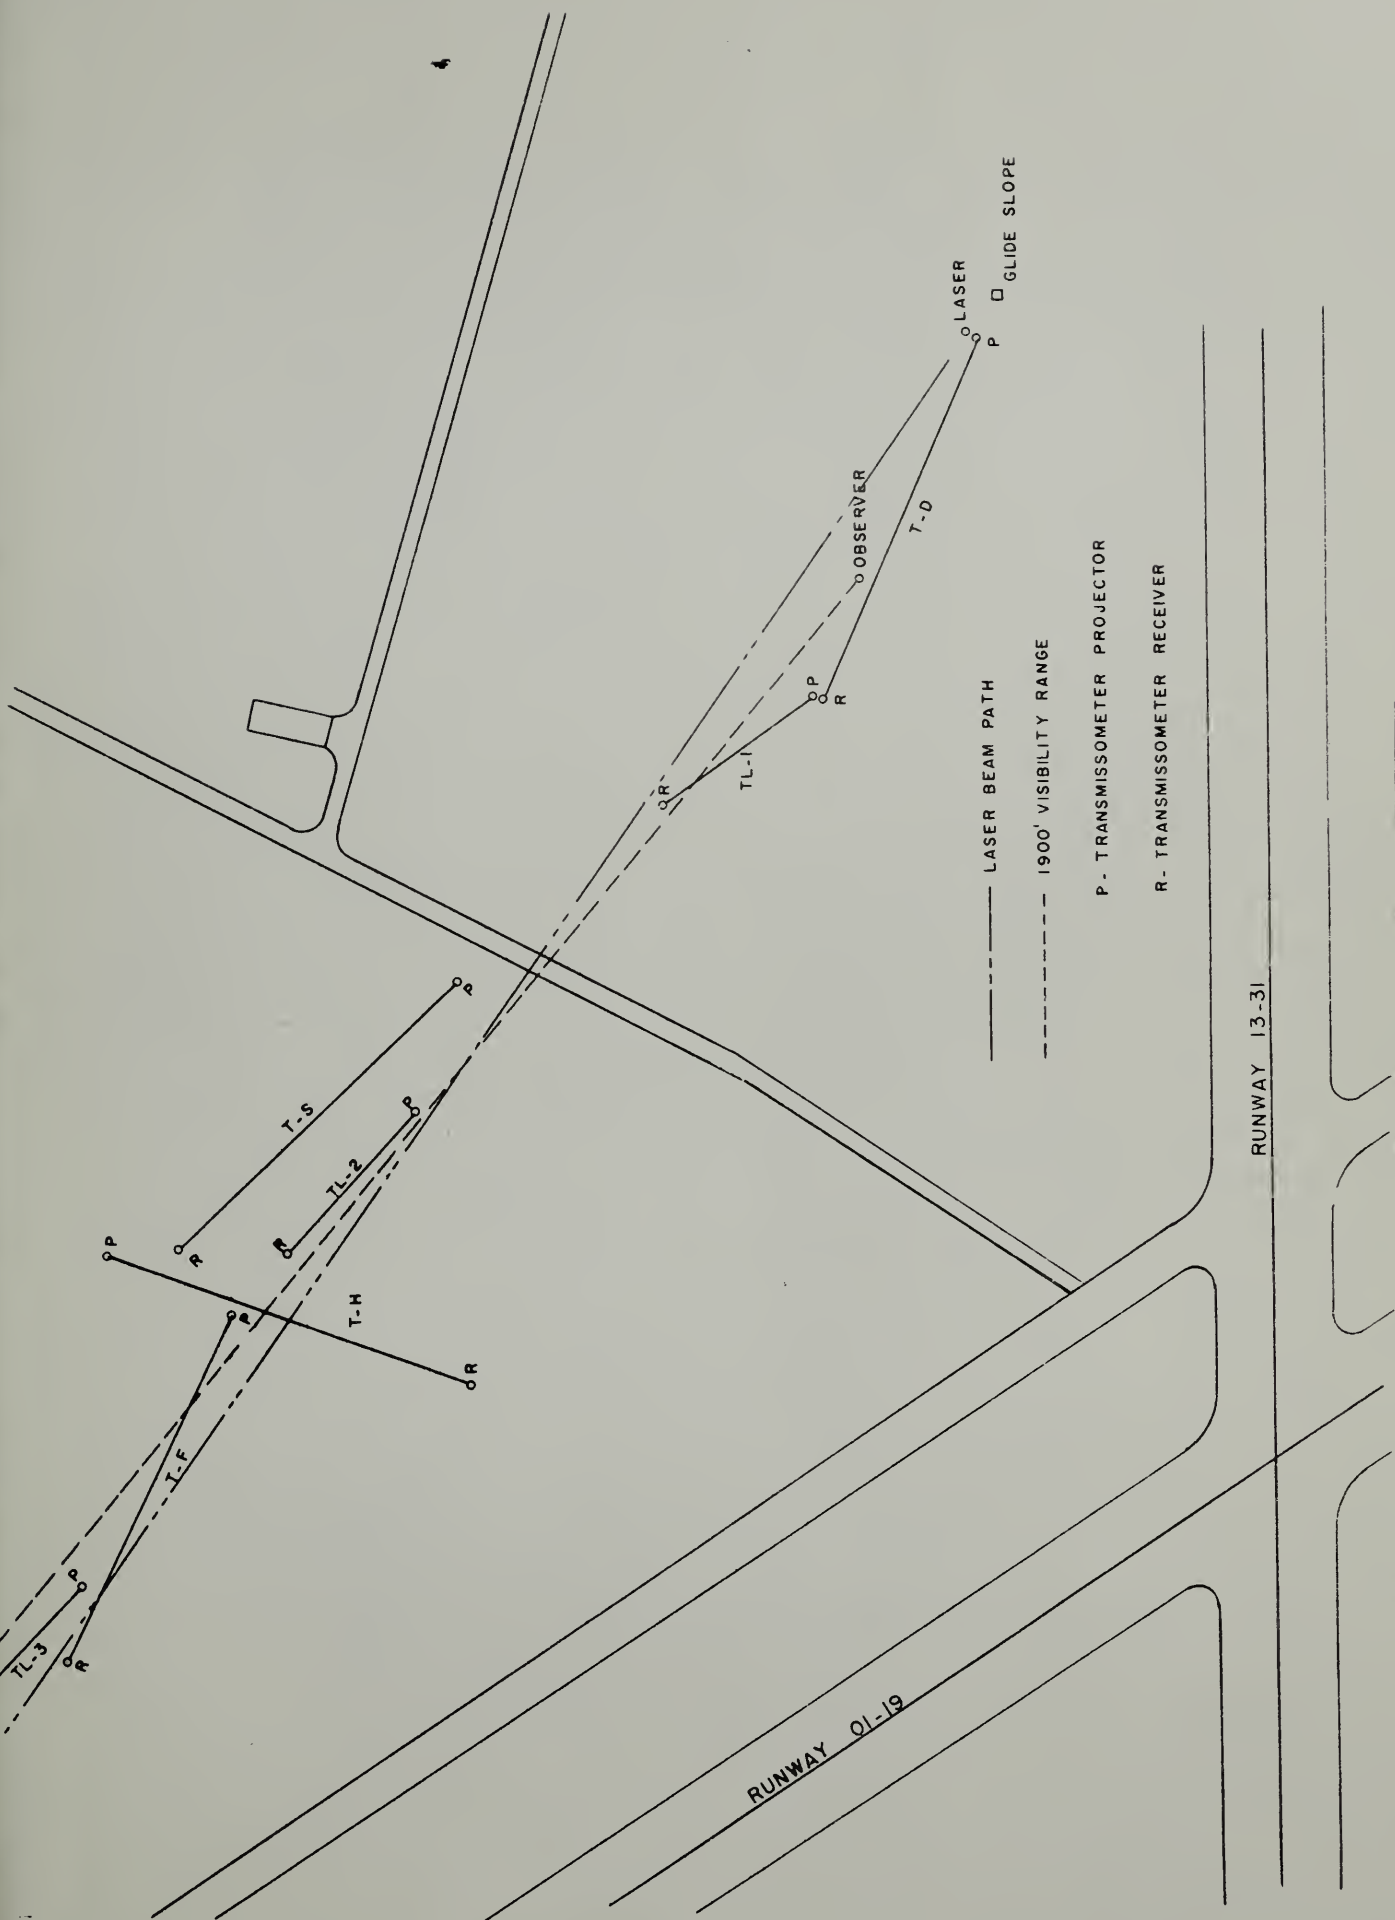 GLIDE SLOPE
LASER
P
OBSERVER
T-D
P
R
TL-1
R
LASER BEAM PATH
1900' VISIBILITY RANGE
P- TRANSMISSOMETER PROJECTOR
R- TRANSMISSOMETER RECEIVER
RUNWAY 13-31
P
T-S
R
P
TL-2
R
P
T-H
R
P
T-F
R
P
TL-3
RUNWAY 01-19